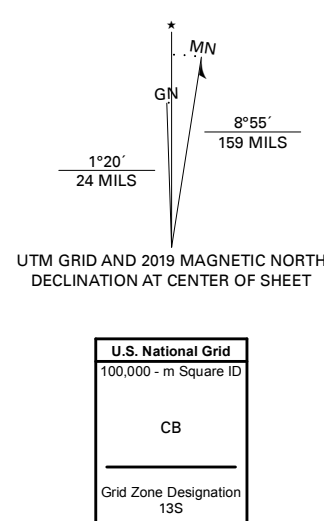 ★
MN
GN
8°55´
159 MILS
1°20´
24 MILS
UTM GRID AND 2019 MAGNETIC NORTH
DECLINATION AT CENTER OF SHEET
U.S. National Grid
100,000 - m Square ID
CB
Grid Zone Designation
13S